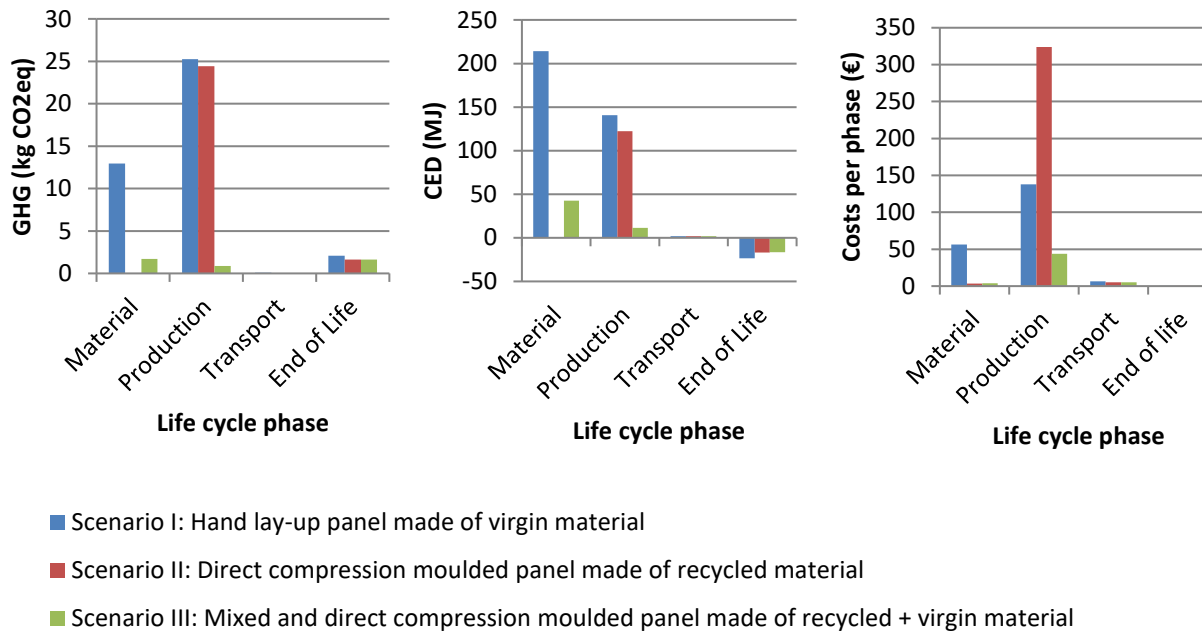 GHG (kg CO2eq)
30
25
20
15
10
5
0
Material
Production
Transport
End of Life
Life cycle phase
CED (MJ)
250
200
150
100
50
0
-50
Material
Production
Transport
End of Life
Life cycle phase
Costs per phase (€)
350
300
250
200
150
100
50
0
Material
Production
Transport
End of life
Life cycle phase
Scenario I: Hand lay-up panel made of virgin material
Scenario II: Direct compression moulded panel made of recycled material
Scenario III: Mixed and direct compression moulded panel made of recycled + virgin material